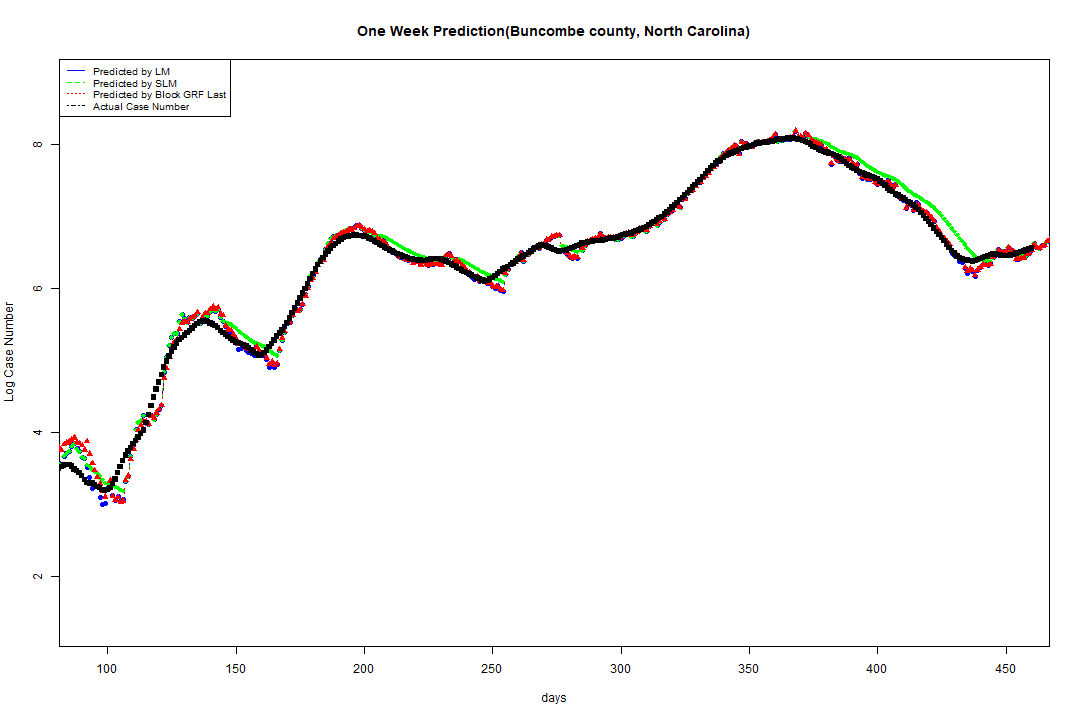 One Week Prediction(Buncombe county, North Carolina)
Predicted by LM
Predicted by SLM
Predicted by Block GRF Last
Actual Case Number
8
6
4
2
Log Case Number
100 150 200 250 300 350 400 450
days